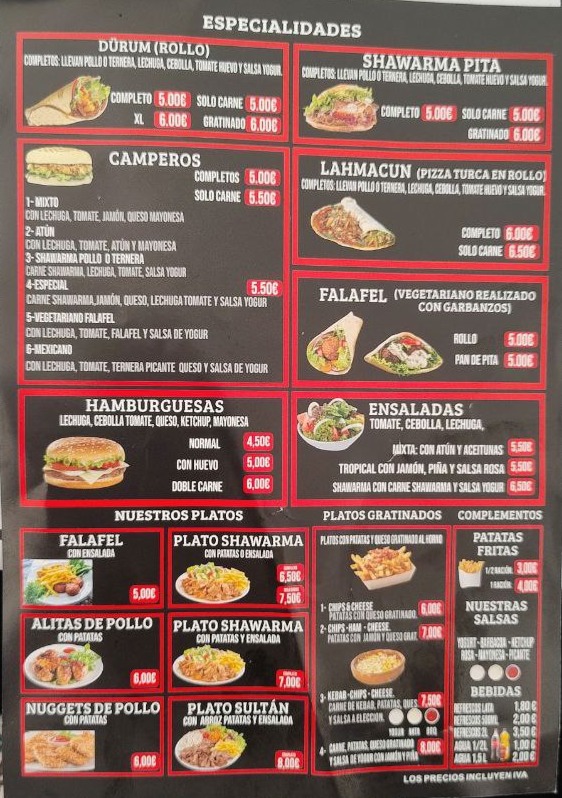 ESPECIALIDADES
DÜRUM (ROLLO)
COMPLETOS: LLEVAN POLLO O TERNERA, LECHUGA, CEBOLLA, TOMATE HUEVO Y SALSA YOGUR.
COMPLETO 5.00€ SOLO CARNE 5.00€
XL 6.00€ GRATINADO 6.00€
SHAWARMA PITA
COMPLETOS: LLEVAN POLLO O TERNERA, LECHUGA, CEBOLLA, TOMATE HUEVO Y SALSA YOGUR.
COMPLETO 5.00€ SOLO CARNE 5.00€
GRATINADO 6.00€
CAMPEROS
COMPLETOS 5.00€
SOLO CARNE 5.50€
1- MIXTO
CON LECHUGA, TOMATE, JAMÓN, QUESO MAYONESA
2- ATÚN
CON LECHUGA, TOMATE, ATÚN Y MAYONESA
3- SHAWARMA POLLO O TERNERA
CARNE SHAWARMA, LECHUGA, TOMATE, SALSA YOGUR
4-ESPECIAL 5.50€
CARNE SHAWARMA,JAMÓN, QUESO, LECHUGA TOMATE Y SALSA YOGUR
5-VEGETARIANO FALAFEL
CON LECHUGA, TOMATE, FALAFEL Y SALSA DE YOGUR
6-MEXICANO
CON LECHUGA, TOMATE, TERNERA PICANTE QUESO Y SALSA DE YOGUR
LAHMACUN (PIZZA TURCA EN ROLLO)
COMPLETOS: LLEVAN POLLO O TERNERA, LECHUGA, CEBOLLA, TOMATE HUEVO Y SALSA YOGUR.
COMPLETO 6.00€
SOLO CARNE 6.50€
FALAFEL (VEGETARIANO REALIZADO
CON GARBANZOS)
ROLLO 5.00€
PAN DE PITA 5.00€
HAMBURGUESAS
LECHUGA, CEBOLLA TOMATE, QUESO, KETCHUP, MAYONESA
NORMAL 4,50€
CON HUEVO 5,00€
DOBLE CARNE 6,00€
ENSALADAS
TOMATE, CEBOLLA, LECHUGA,
MIXTA: CON ATÚN Y ACEITUNAS 5,50€
TROPICAL CON JAMÓN, PIÑA Y SALSA ROSA 5,50€
SHAWARMA CON CARNE SHAWARMA Y SALSA YOGUR 6,50€
NUESTROS PLATOS
FALAFEL
CON ENSALADA
5,00€
PLATO SHAWARMA
CON PATATAS O ENSALADA
6,50€
7,50€
ALITAS DE POLLO
CON PATATAS
6,00€
PLATO SHAWARMA
CON PATATAS Y ENSALADA
7,00€
NUGGETS DE POLLO
CON PATATAS
6,00€
PLATO SULTÁN
CON ARROZ PATATAS Y ENSALADA
8,00€
PLATOS GRATINADOS
PLATOS CON PATATAS Y QUESO GRATINADO AL HORNO
1- CHIPS & CHEESE 6,00€
PATATAS CON QUESO GRATINADO.
2- CHIPS - HAM - CHEESE. 7,00€
PATATAS CON JAMÓN Y QUESO GRAT.
3- KEBAB -CHIPS -CHEESE. 7,50€
CARNE DE KEBAB, PATATAS, QUES.
Y SALSA A ELECCION.
4- CARNE, PATATAS, QUESO GRATINADO 8,00€
Y SALSA DE YOGUR CON JAMÓN Y PIÑA
COMPLEMENTOS
PATATAS
FRITAS
1/2 RACIÓN 3,00€
1 RACIÓN 4,00€
NUESTRAS
SALSAS
YOGURT - BARBACOA - KETCHUP
ROSA - MAYONESA - PICANTE
BEBIDAS
REFRESCOS LATA 1,80 €
REFRESCOS 500ML 2,00 €
REFRESCOS 2L 3,50 €
AGUA 1/2L 1,00 €
AGUA 1,5 L 2,00 €
LOS PRECIOS INCLUYEN IVA